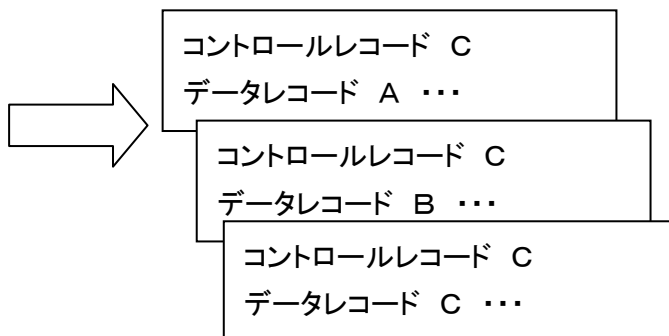 コントロールレコード　C
データレコード　A　･･･
コントロールレコード　C
データレコード　B　･･･
コントロールレコード　C
データレコード　C　･･･